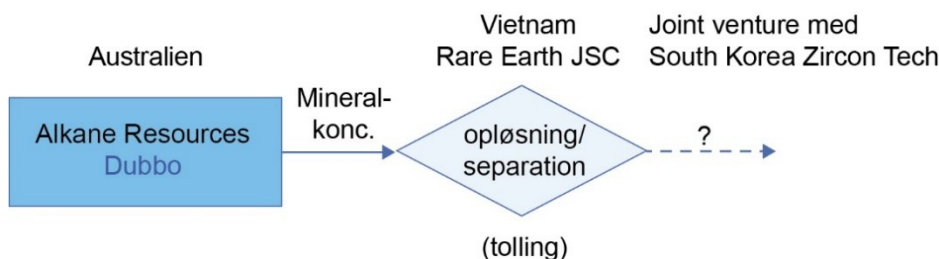 Australien
Alkane Resources
Dubbo
Mineral-
konc.
Vietnam
Rare Earth JSC
opløsning/
separation
(tolling)
Joint venture med
South Korea Zircon Tech
?